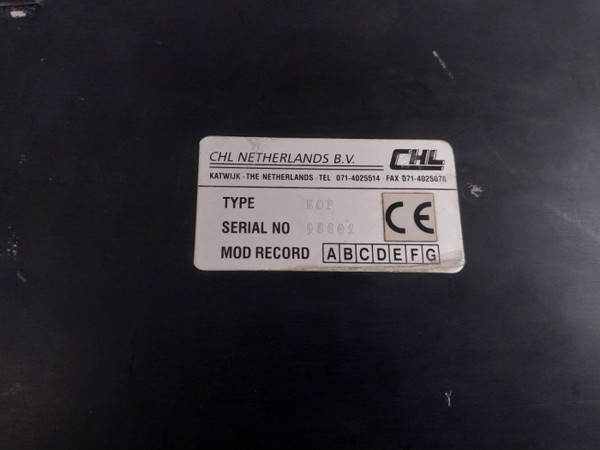 CHL NETHERLANDS B.V. CHL
KATWIJK - THE NETHERLANDS - TEL. 071-4025514 - FAX 071-4025078
TYPE
SERIAL NO
MOD RECORD A B C D E F G
CE